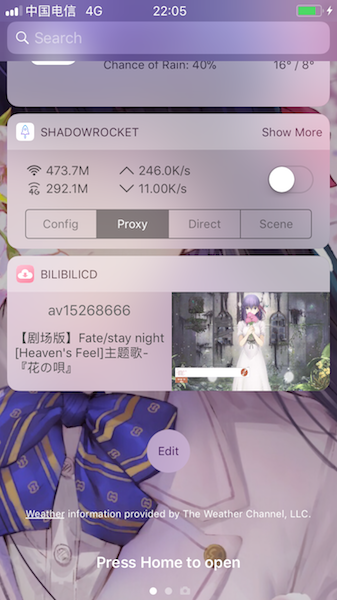 中国电信 4G 22:05
Search
Chance of Rain: 40% 16° / 8°
SHADOWROCKET Show More
473.7M 246.0K/s
4G 292.1M 11.00K/s
Config Proxy Direct Scene
BILIBILICD
av15268666
【剧场版】Fate/stay night
[Heaven's Feel]主题歌-
『花の唄』
Edit
Weather information provided by The Weather Channel, LLC.
Press Home to open